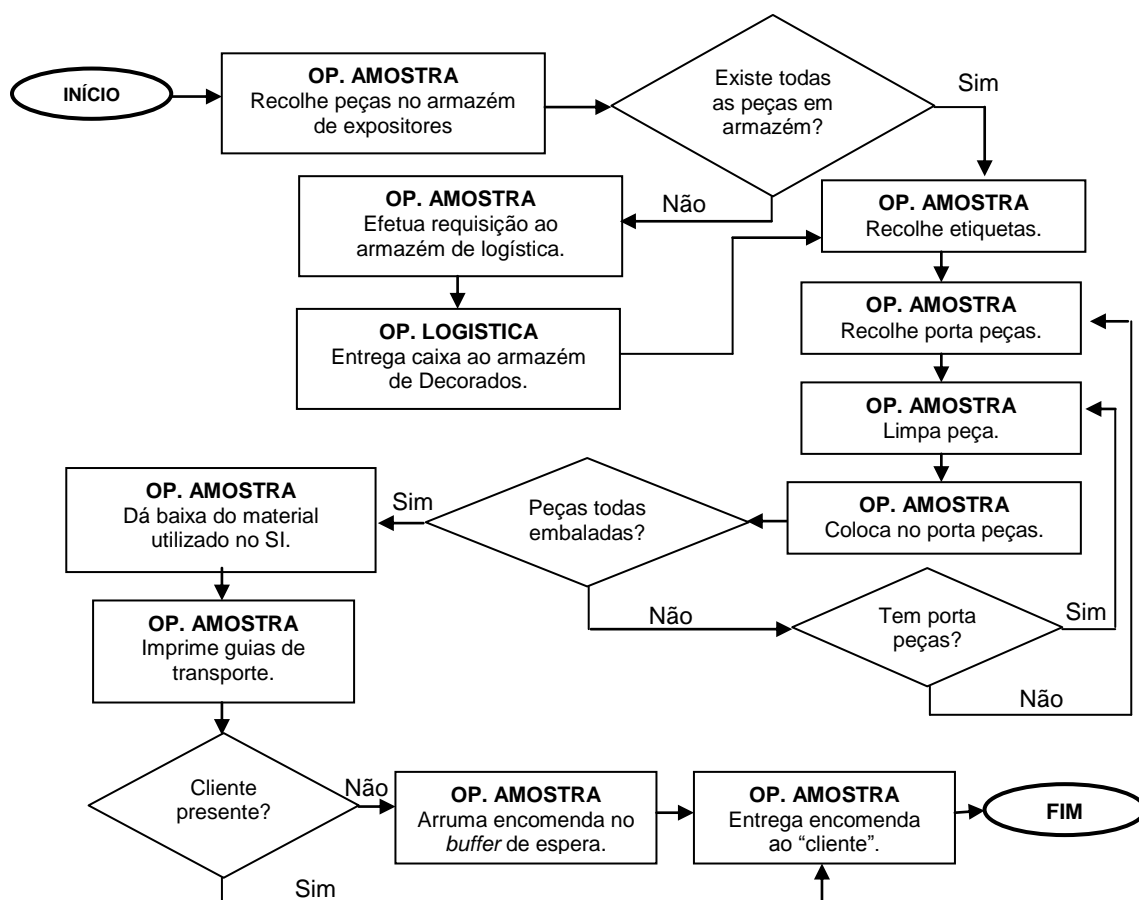 INÍCIO
OP. AMOSTRA
Recolhe peças no armazém
de expositores
Existe todas
as peças em
armazém?
Sim
Não
OP. AMOSTRA
Efetua requisição ao
armazém de logística.
OP. LOGISTICA
Entrega caixa ao armazém
de Decorados.
OP. AMOSTRA
Recolhe etiquetas.
OP. AMOSTRA
Recolhe porta peças.
OP. AMOSTRA
Limpa peça.
OP. AMOSTRA
Coloca no porta peças.
Peças todas
embaladas?
Sim
Não
Tem porta
peças?
Sim
Não
OP. AMOSTRA
Dá baixa do material
utilizado no SI.
OP. AMOSTRA
Imprime guias de
transporte.
Cliente
presente?
Não
Sim
OP. AMOSTRA
Arruma encomenda no
buffer de espera.
OP. AMOSTRA
Entrega encomenda
ao “cliente”.
FIM